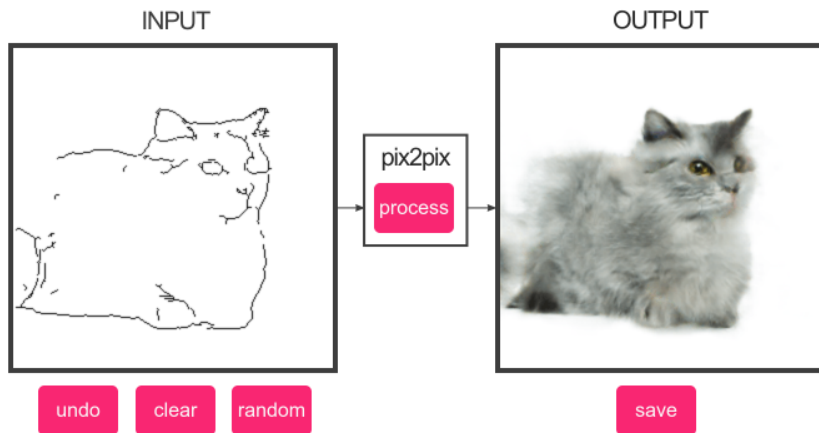 INPUT
OUTPUT
pix2pix
process
undo
clear
random
save